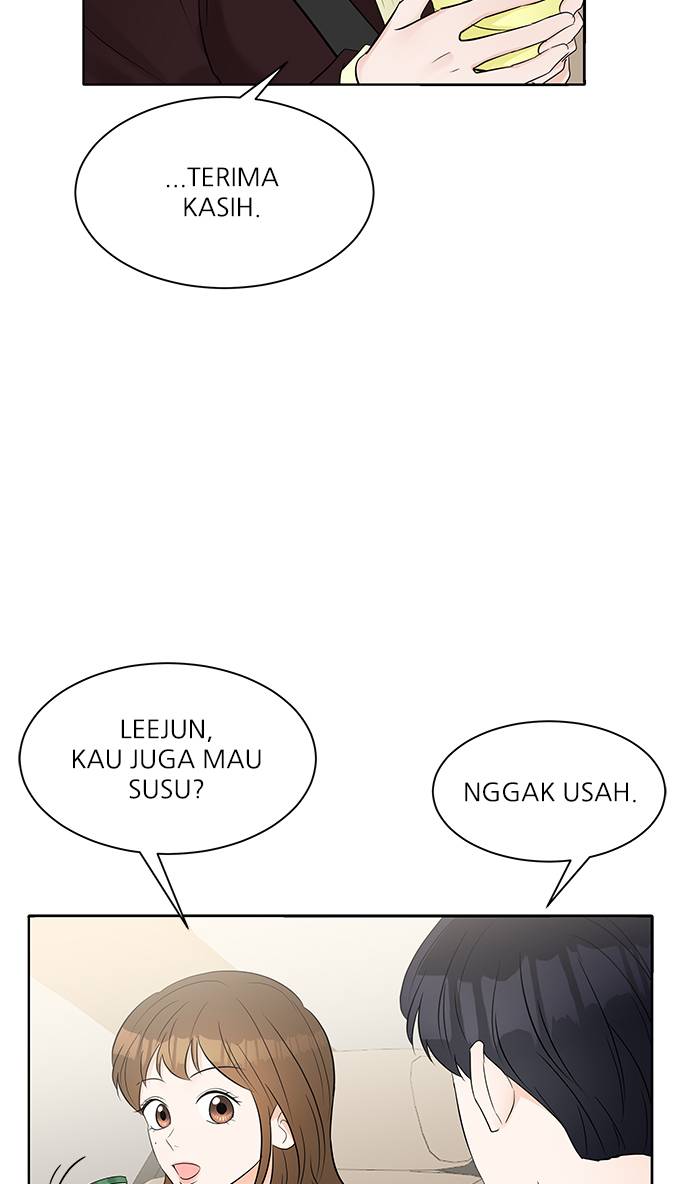 ...TERIMA
KASIH.
LEEJUN,
KAU JUGA MAU
SUSU?
NGGAK USAH.